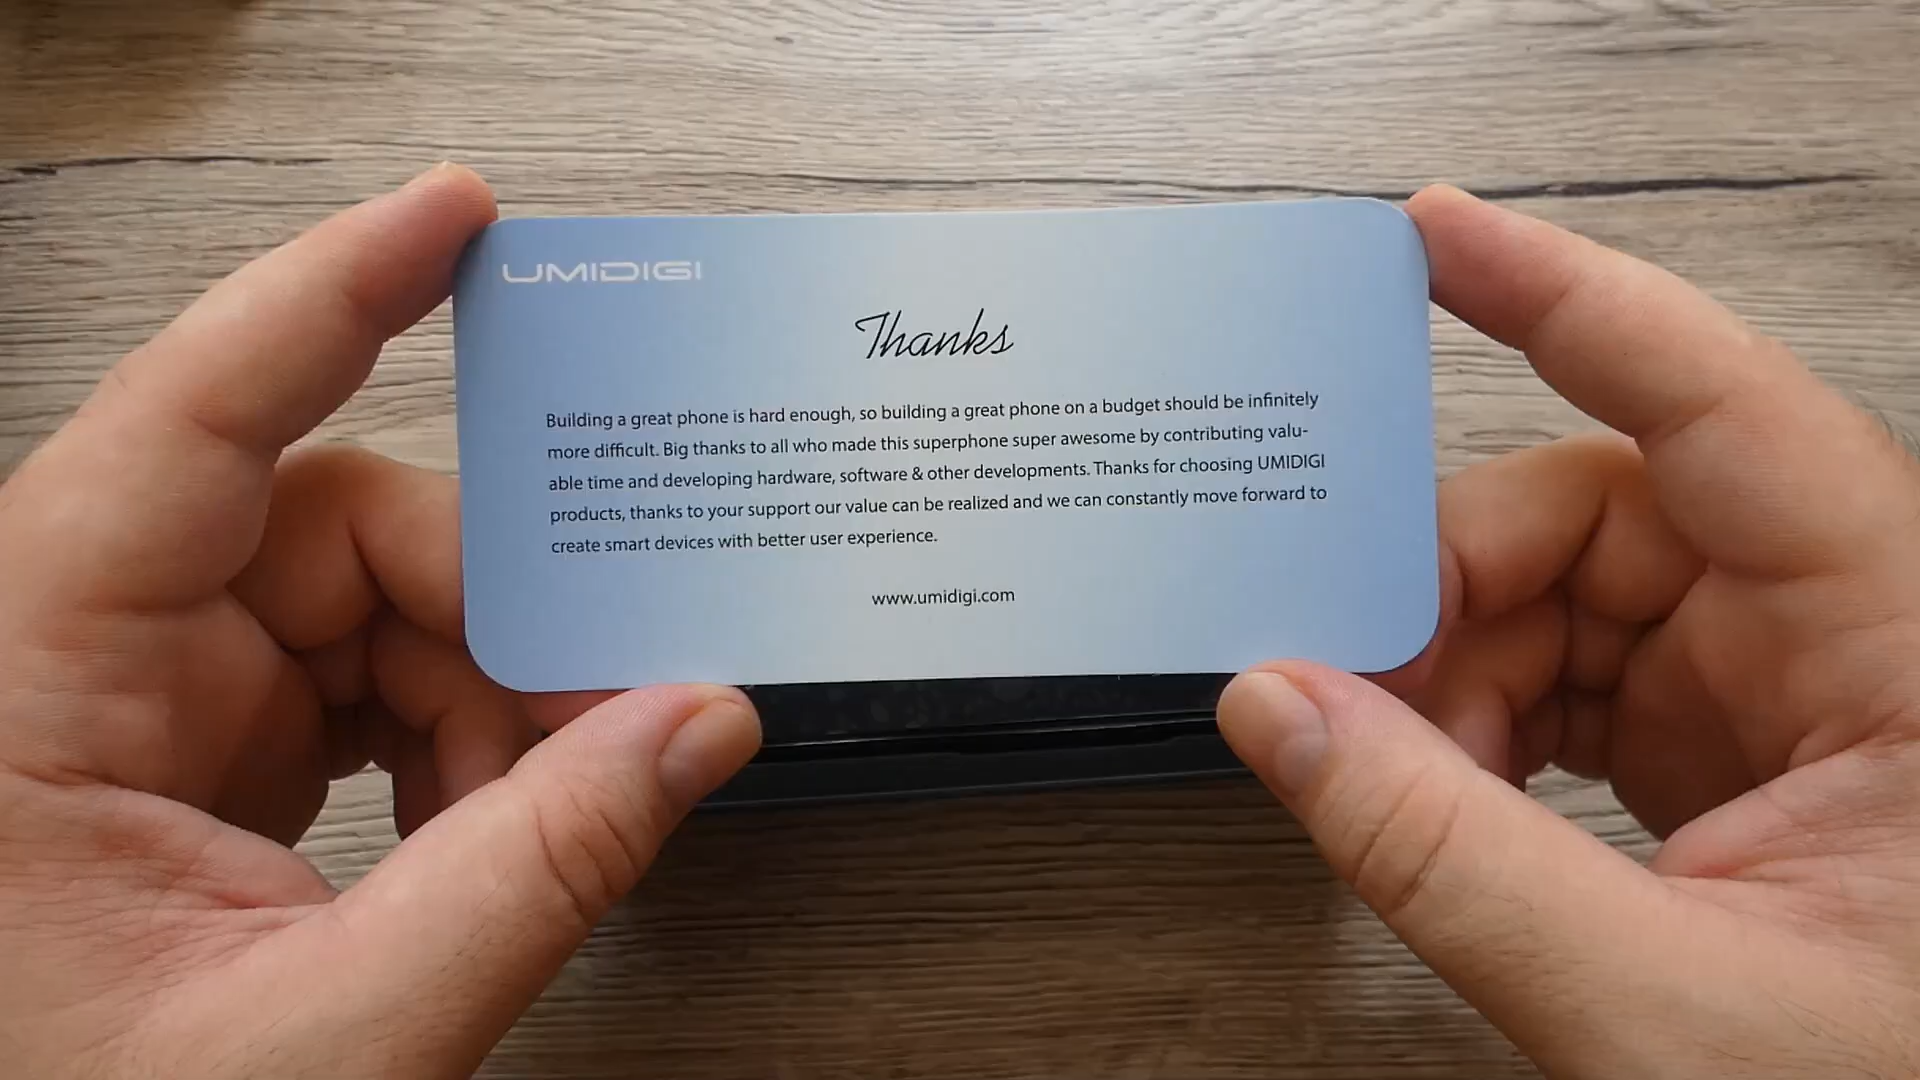 UMIDIGI
Thanks
Building a great phone is hard enough, so building a great phone on a budget should be infinitely
more difficult. Big thanks to all who made this superphone super awesome by contributing valu-
able time and developing hardware, software & other developments. Thanks for choosing UMIDIGI
products, thanks to your support our value can be realized and we can constantly move forward to
create smart devices with better user experience.
www.umidigi.com